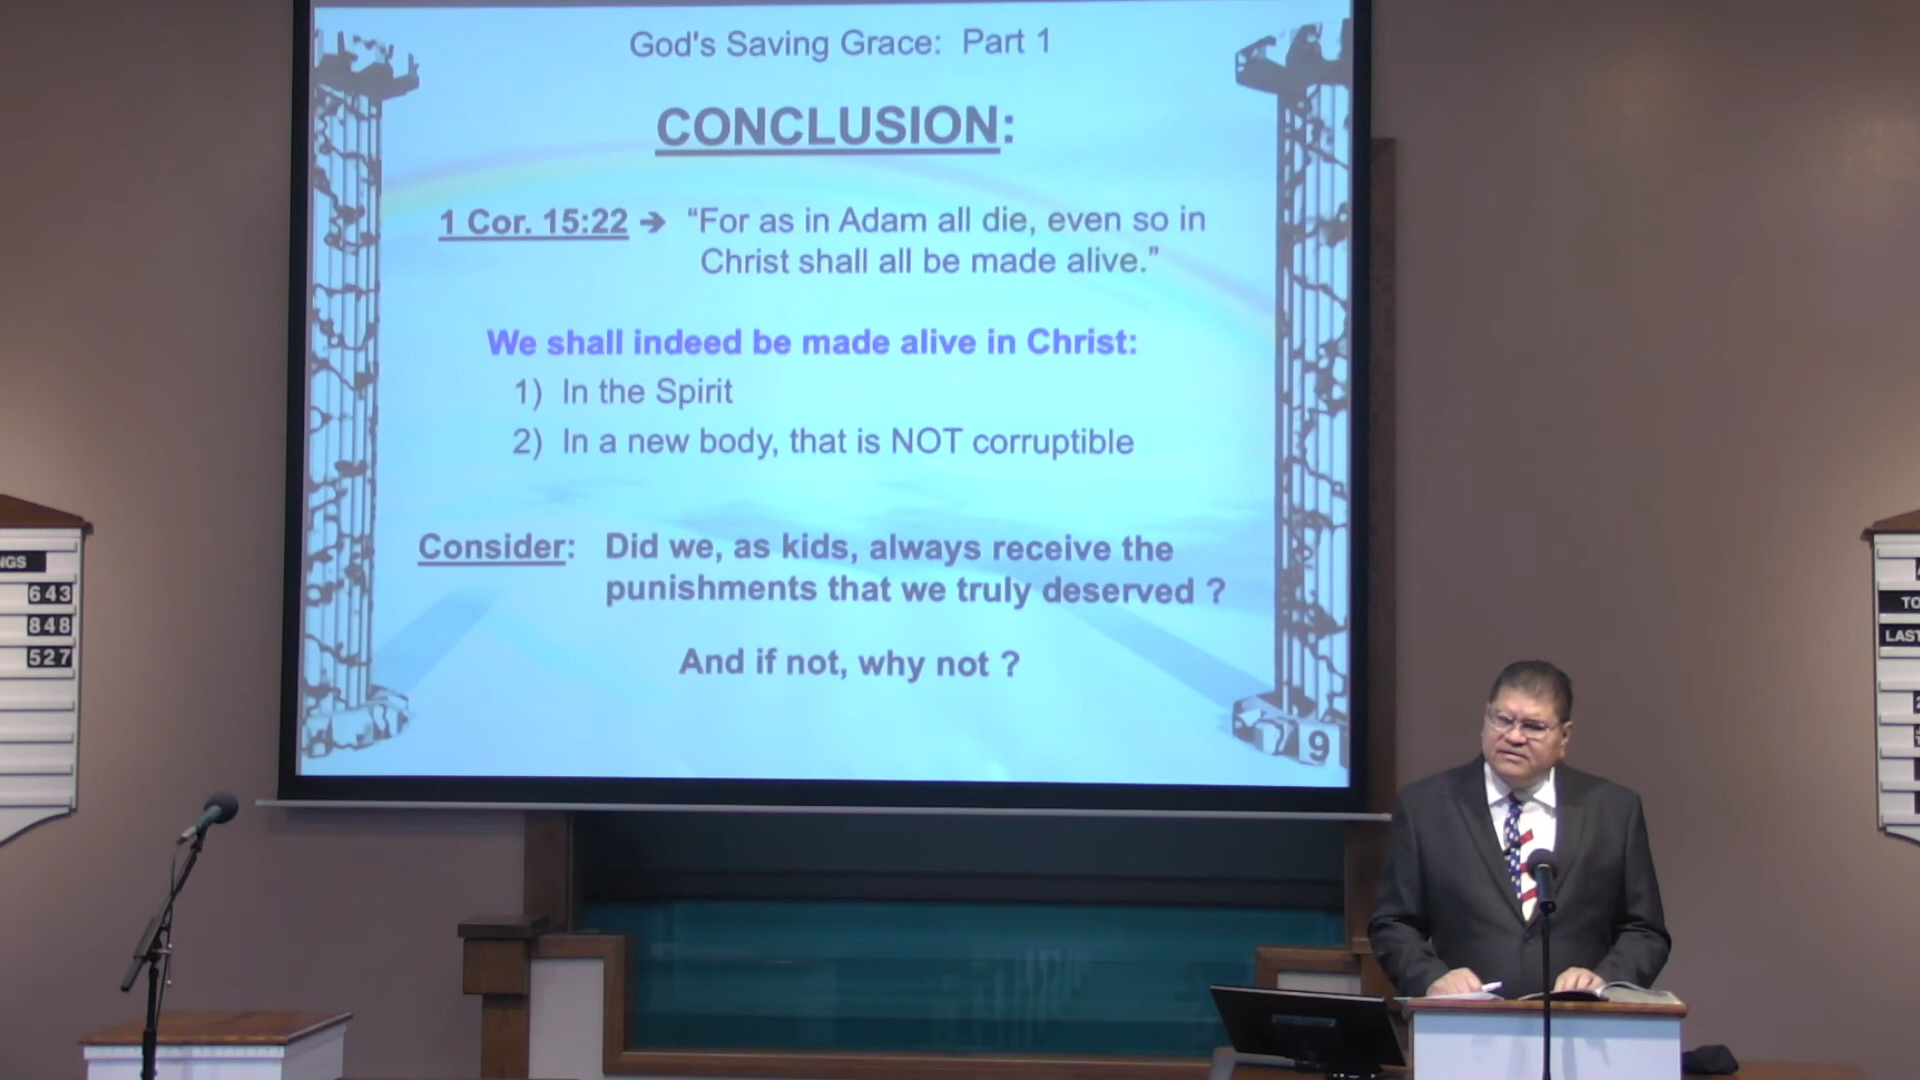 God's Saving Grace: Part 1
CONCLUSION:
1 Cor. 15:22 ➔ “For as in Adam all die, even so in
Christ shall all be made alive.”
We shall indeed be made alive in Christ:
1) In the Spirit
2) In a new body, that is NOT corruptible
Consider: Did we, as kids, always receive the
punishments that we truly deserved ?
And if not, why not ?
9
NGS
643
848
527
TO
LAST